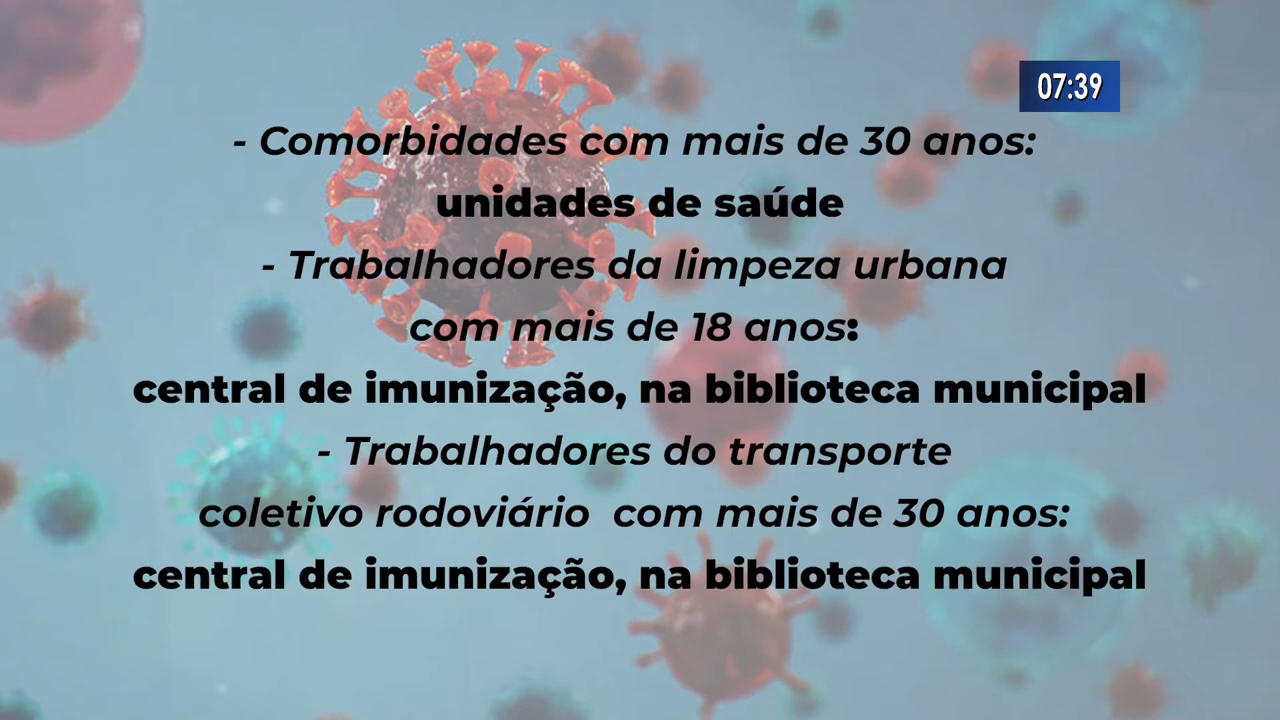 07:39
- Comorbidades com mais de 30 anos:
unidades de saúde
- Trabalhadores da limpeza urbana
com mais de 18 anos:
central de imunização, na biblioteca municipal
- Trabalhadores do transporte
coletivo rodoviário  com mais de 30 anos:
central de imunização, na biblioteca municipal